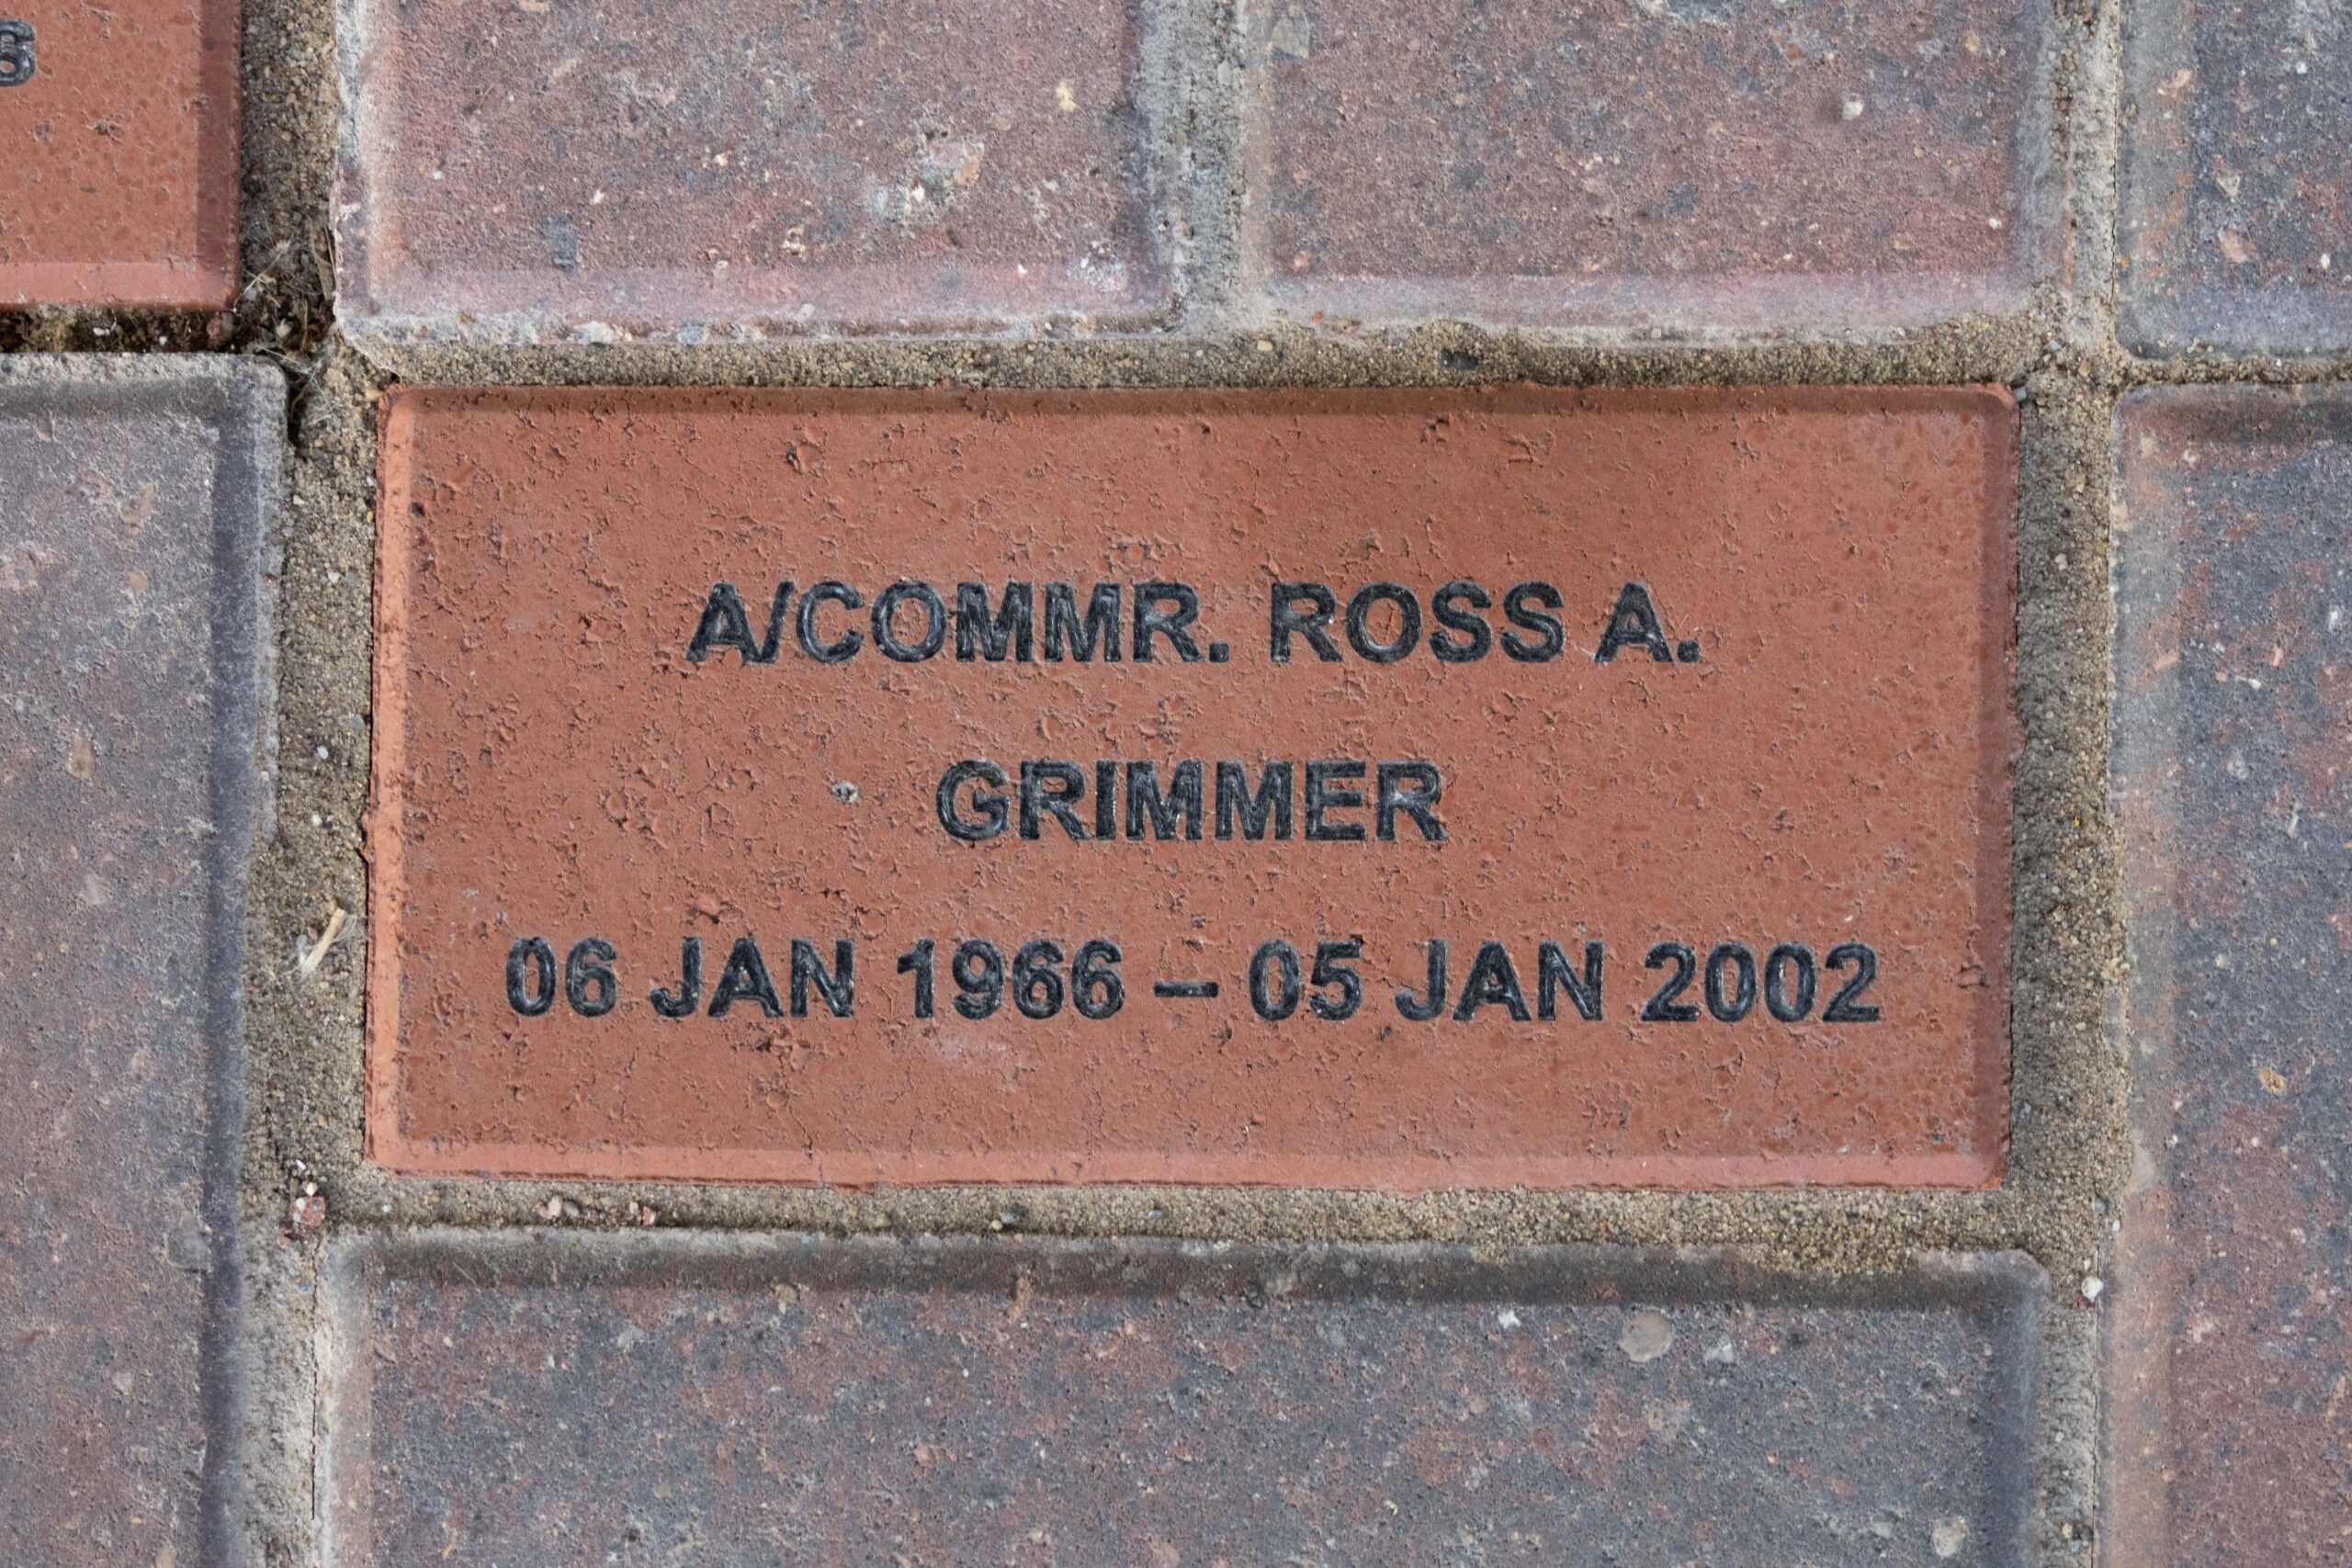 A/COMMR. ROSS A.
GRIMMER
06 JAN 1966 – 05 JAN 2002